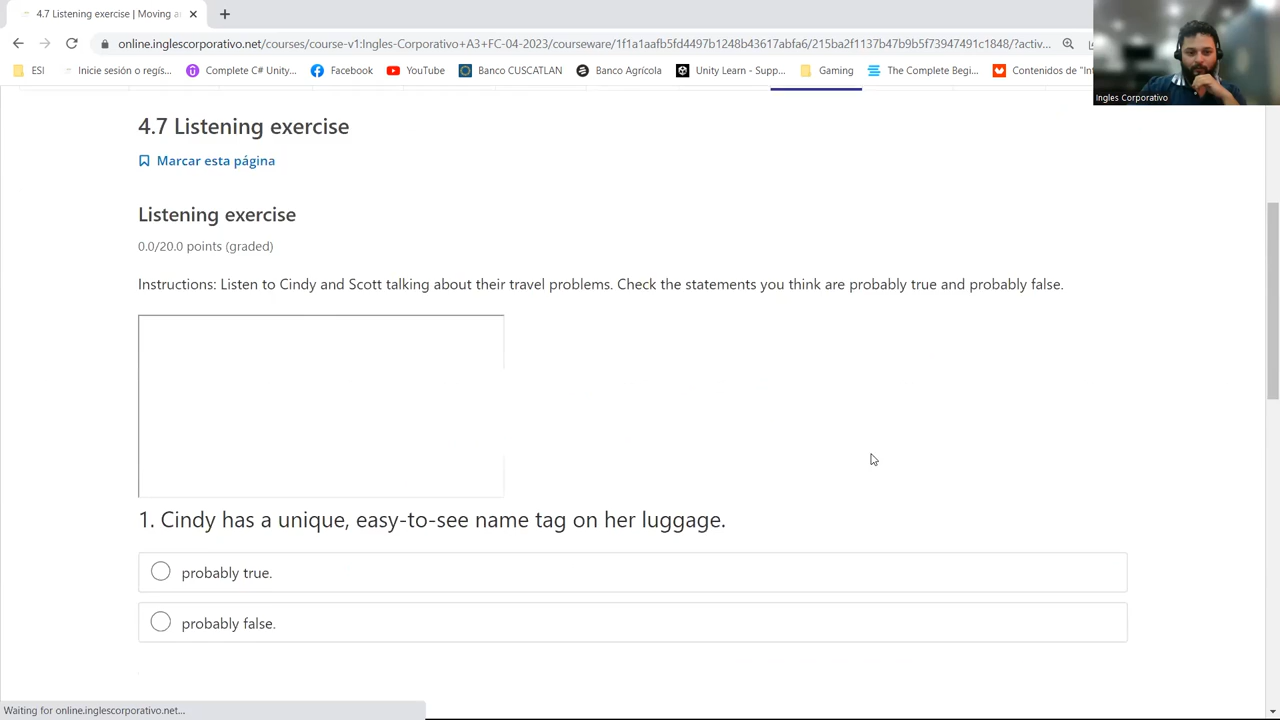 4.7 Listening exercise | Moving a
online.inglescorporativo.net/courses/course-v1:Ingles-Corporativo+A3+FC-04-2023/courseware/1f1a1aafb5fd4497b1248b43617abfa6/215ba2f1137b47b9b5f73947491c1848/?activ...
ESI
Inicie sesión o regís...
Complete C# Unity...
Facebook
YouTube
Banco CUSCATLAN
Banco Agrícola
Unity Learn - Supp...
Gaming
The Complete Begi...
Contenidos de "Int
Ingles Corporativo
4.7 Listening exercise
Marcar esta página
Listening exercise
0.0/20.0 points (graded)
Instructions: Listen to Cindy and Scott talking about their travel problems. Check the statements you think are probably true and probably false.
1. Cindy has a unique, easy-to-see name tag on her luggage.
probably true.
probably false.
Waiting for online.inglescorporativo.net...